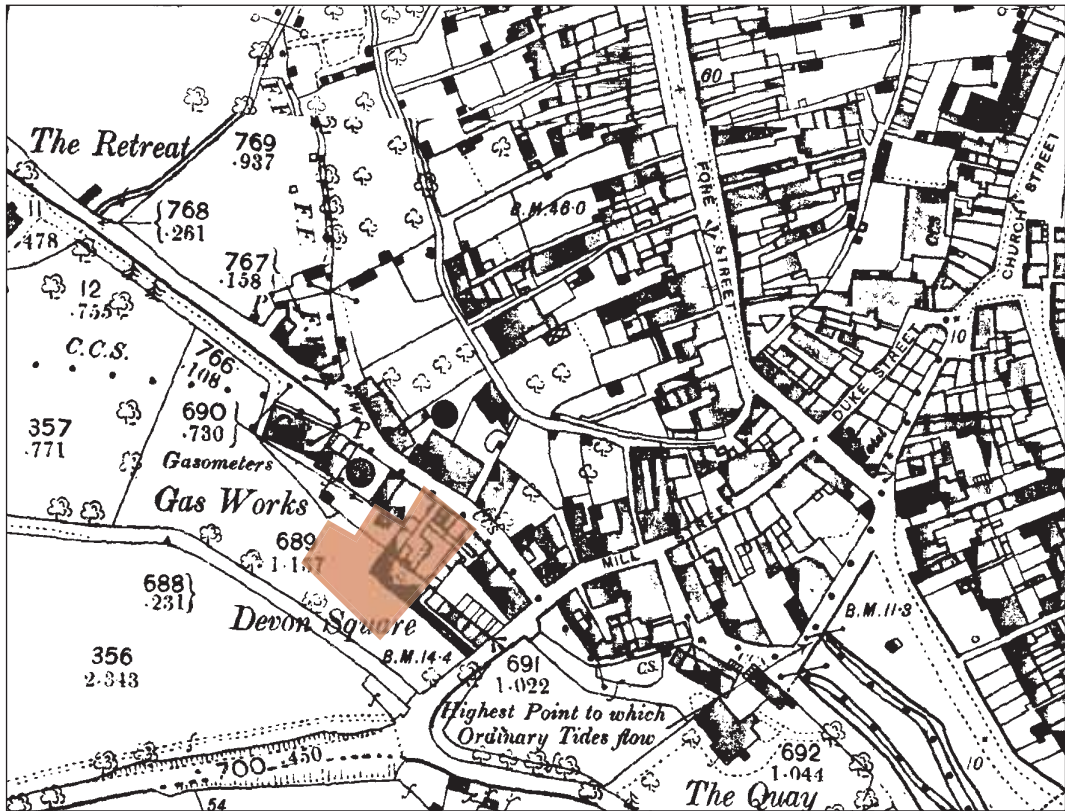 60
The Retreat
769
.937
F F
F F
11
.478
768
.261
B.M.46·0
FORE
STREET
CHURCH STREET
767
.158
12
.755
C.C.S.
766
.108
10
DUKE STREET
357
.771
690
.730
W
P
Gasometers
Gas Works
689
STREET
MILL
688
.231
Devon Square
B.M.11·3
B.M.14·4
356
2.343
691
1.022
C.S.
Highest Point to which
Ordinary Tides flow
692
1.044
700
.450
10
54
The Quay